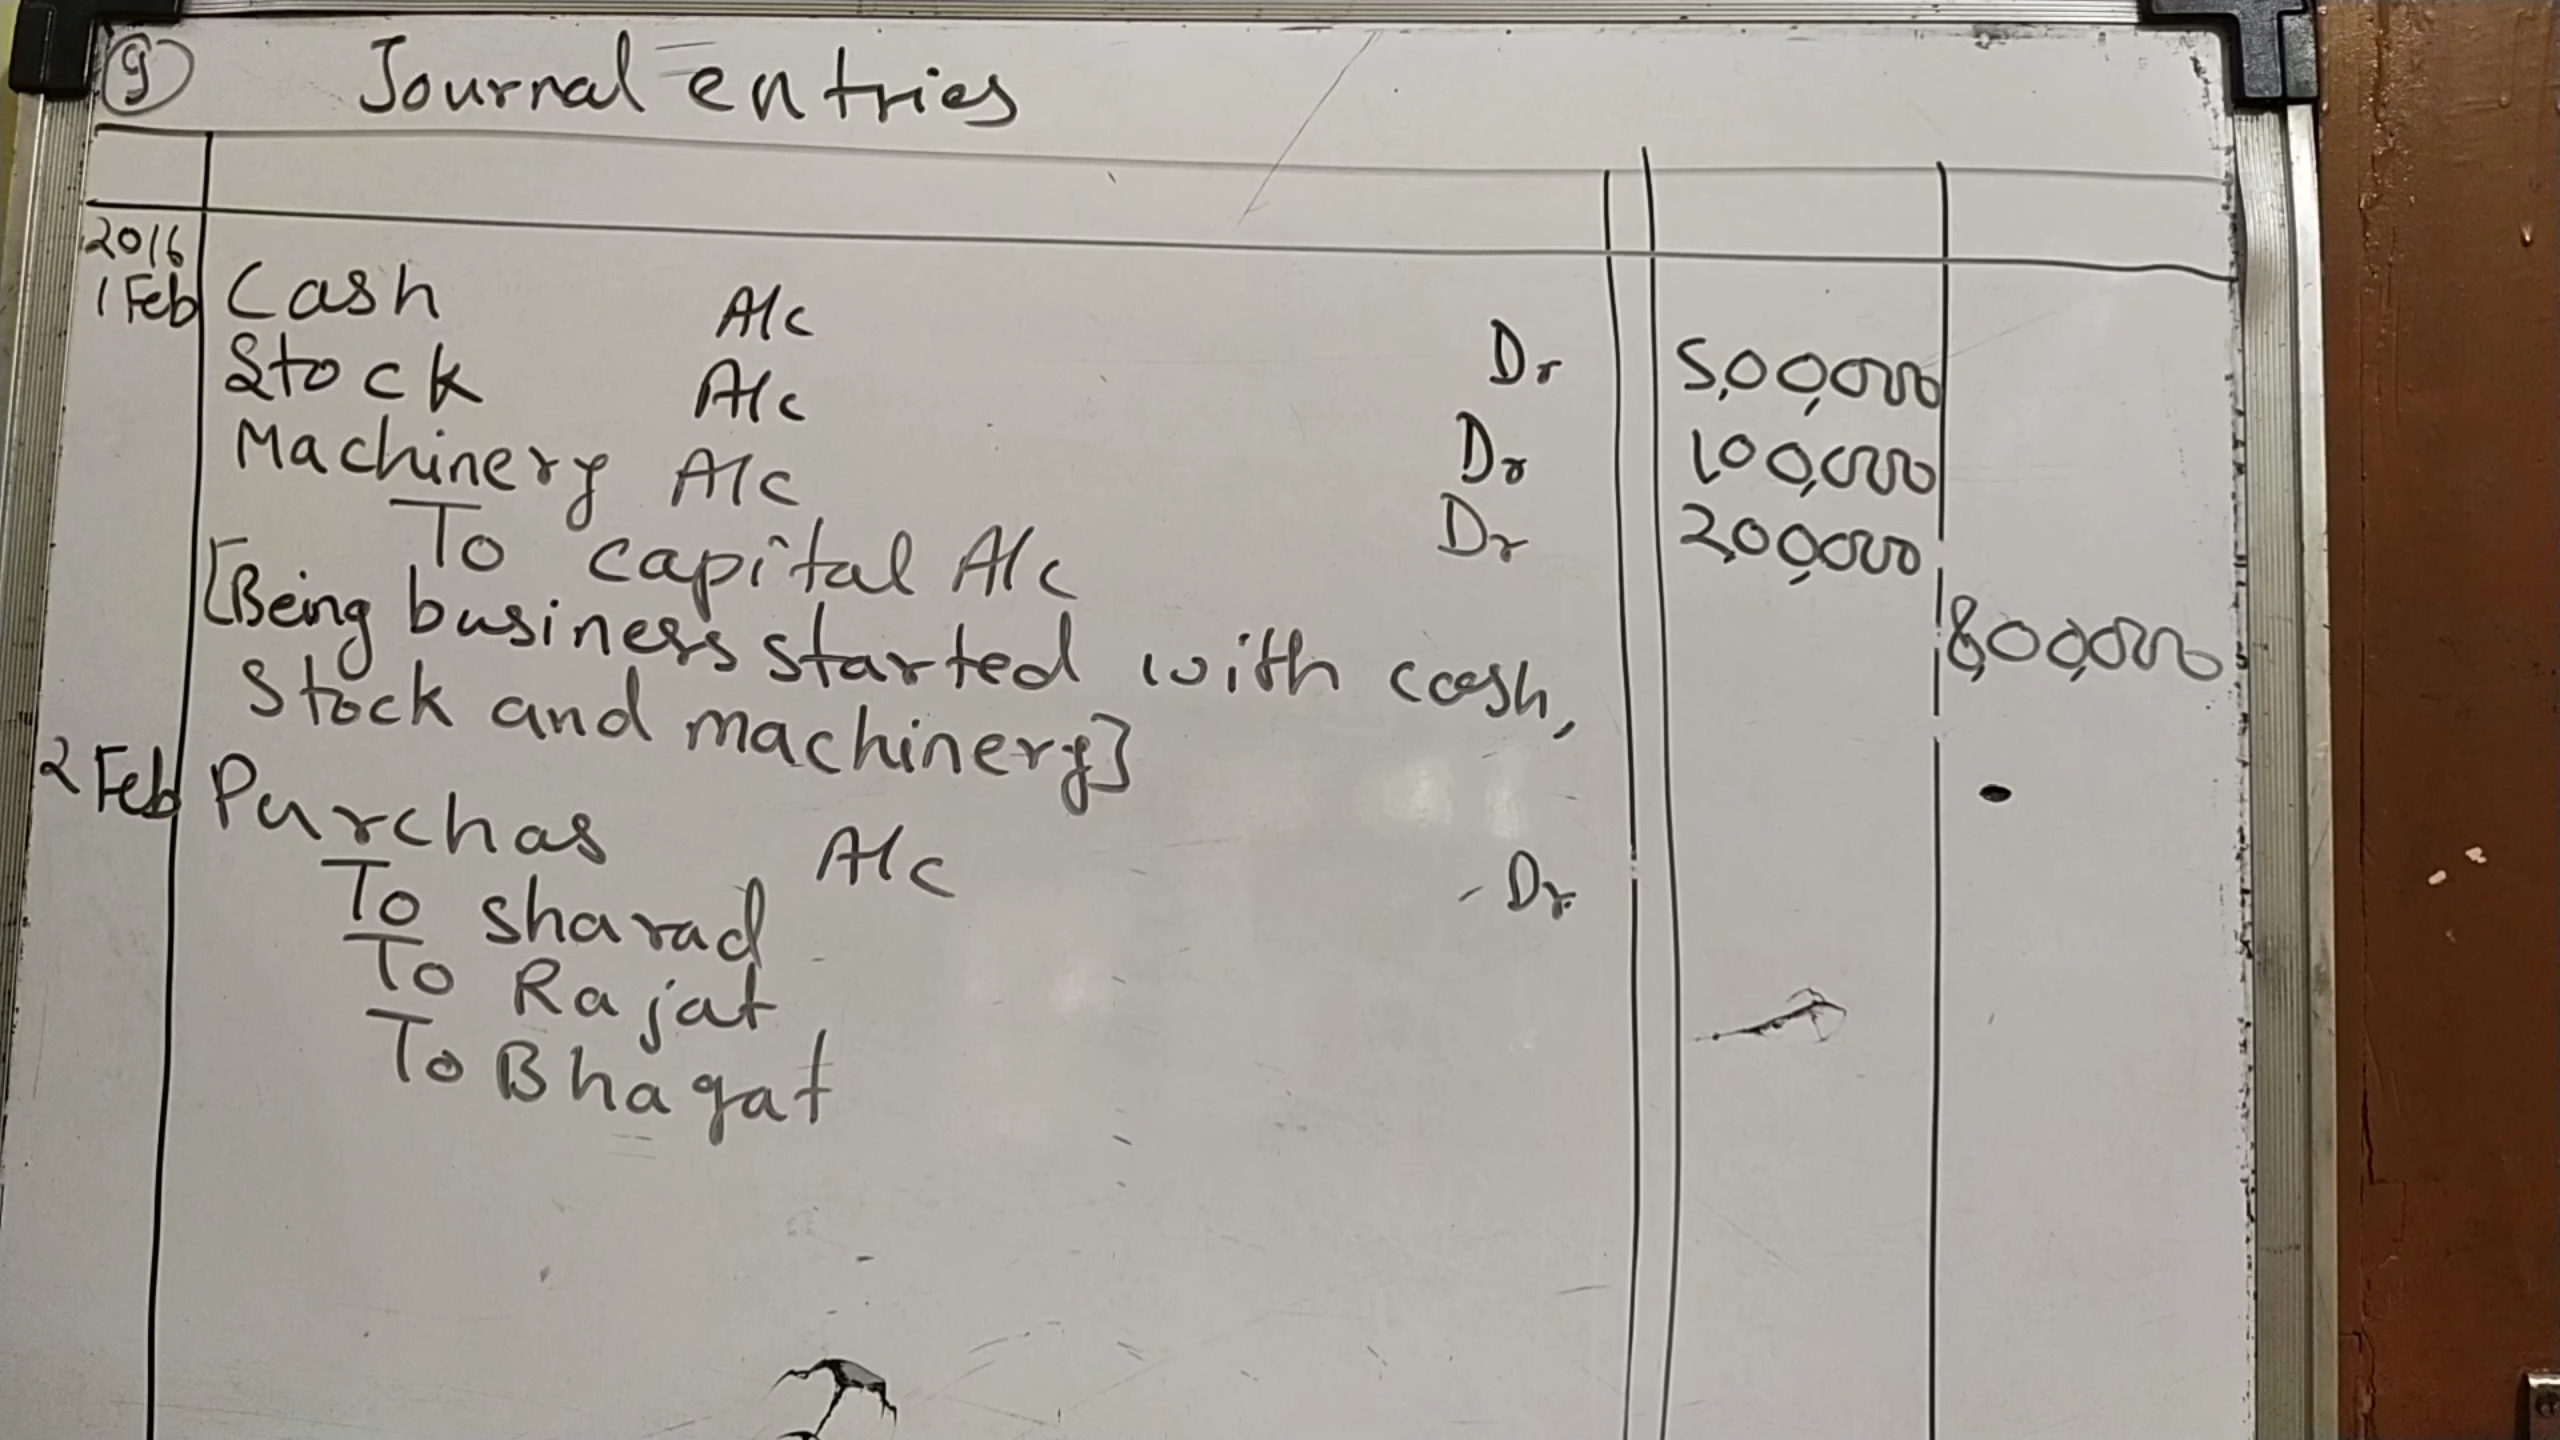 9 Journal entries
2016
1 Feb Cash A/c Dr 5,00,000
Stock A/c Dr 100,000
Machinery A/c Dr 2,00,000
To capital A/c 8,00,000
[Being business started with cash,
Stock and machinery]
2 Feb Purchas A/c Dr.
To sharad
To Rajat
To Bhagat